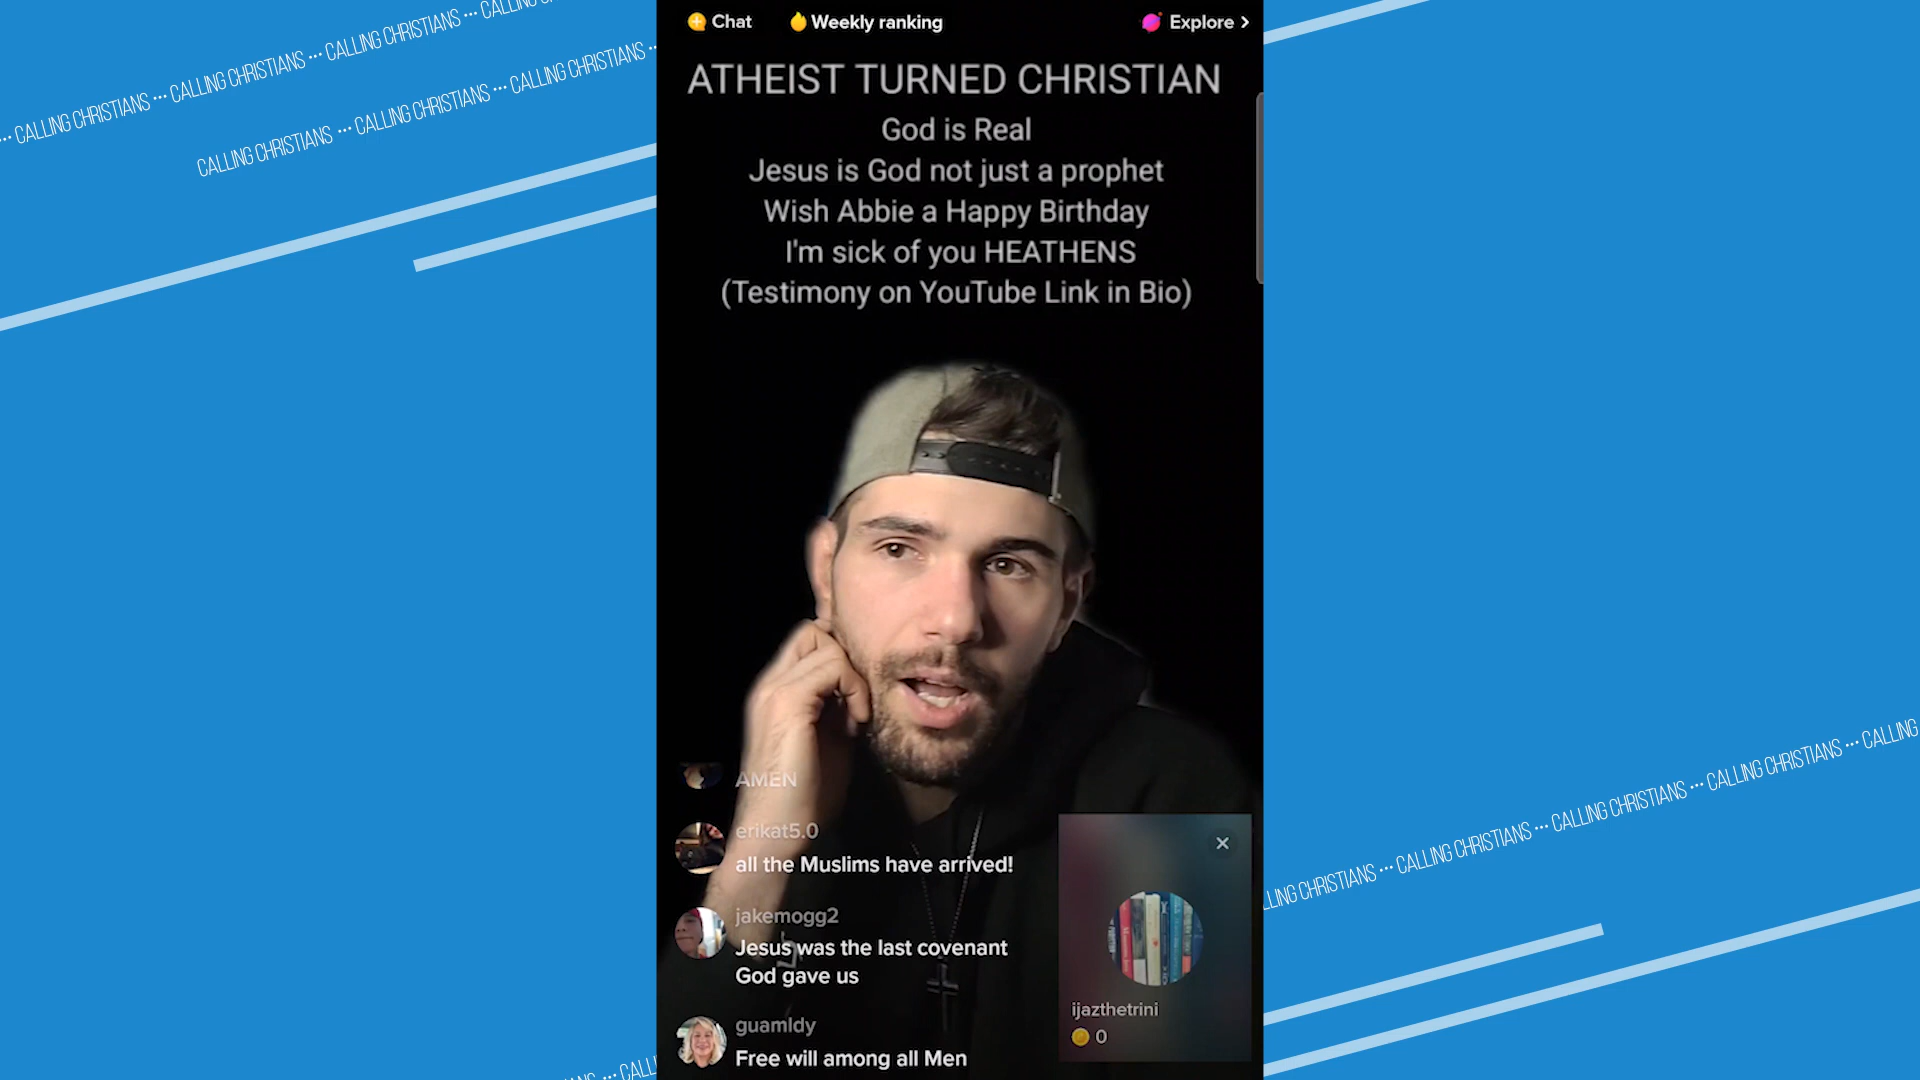 ••• CALLING CHRISTIANS ••• CALLING CHRISTIANS ••• CALLING CHRISTIANS ••• CALLING
CALLING CHRISTIANS ••• CALLING CHRISTIANS ••• CALLING CHRISTIANS •••
Chat
Weekly ranking
Explore >
ATHEIST TURNED CHRISTIAN
God is Real
Jesus is God not just a prophet
Wish Abbie a Happy Birthday
I'm sick of you HEATHENS
(Testimony on YouTube Link in Bio)
AMEN
erikat5.0
all the Muslims have arrived!
jakemogg2
Jesus was the last covenant
God gave us
guamldy
Free will among all Men
ijazthetrini
0
LLING CHRISTIANS ••• CALLING CHRISTIANS ••• CALLING CHRISTIANS ••• CALLING CHRISTIANS ••• CALLING
ANS ••• CALLI